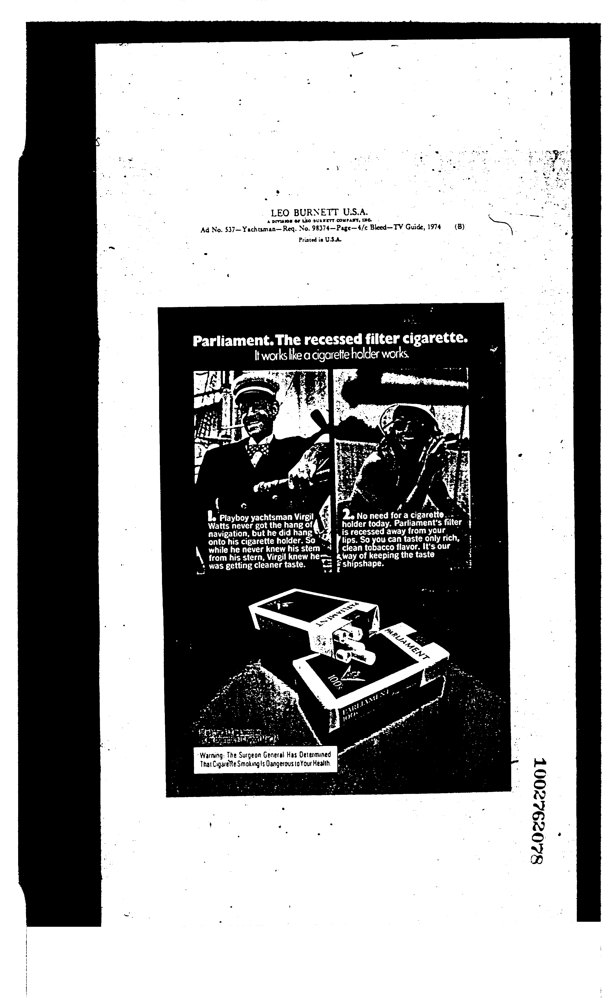 LEO BURNETT U.S.A.
A DIVISION OF LEO BURNETT COMPANY, INC.
Ad No. 537—Yachtsman—Req. No. 98374—Page—4/c Bleed—TV Guide, 1974 (B)
Printed in U.S.A.
Parliament. The recessed filter cigarette.
It works like a cigarette holder works.
1. Playboy yachtsman Virgil
Watts never got the hang of
navigation, but he did hang
onto his cigarette holder. So
while he never knew his stem
from his stern, Virgil knew he
was getting cleaner taste.
2. No need for a cigarette
holder today. Parliament's filter
is recessed away from your
lips. So you can taste only rich,
clean tobacco flavor. It's our
way of keeping the taste
shipshape.
PARLIAMENT
PARLIAMENT
100's
PARLIAMENT
100's
Warning: The Surgeon General Has Determined
That Cigarette Smoking Is Dangerous to Your Health.
1002762078